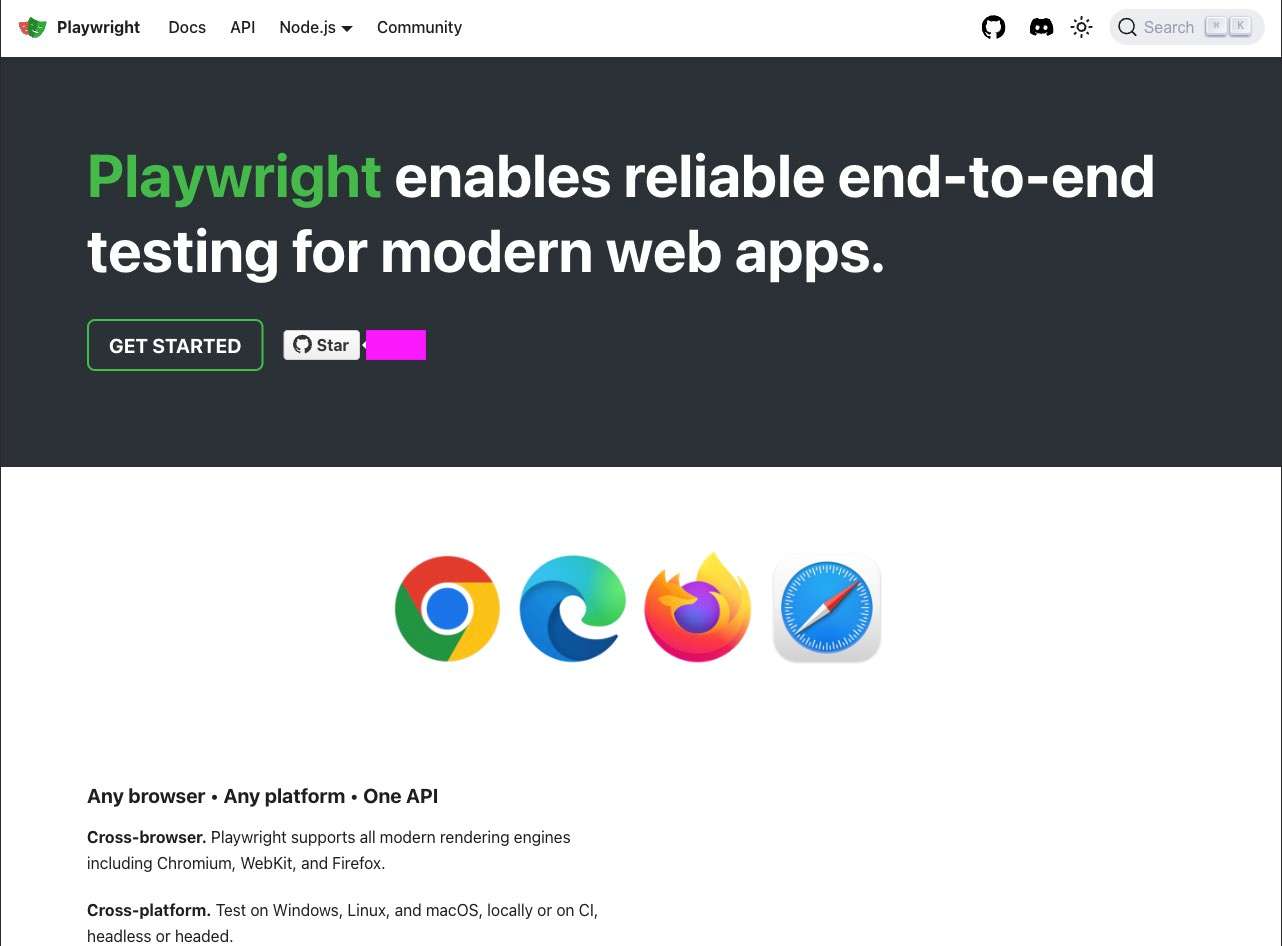 Playwright Docs API Node.js Community Search ⌘ K
Playwright enables reliable end-to-end
testing for modern web apps.
GET STARTED Star
Any browser • Any platform • One API
Cross-browser. Playwright supports all modern rendering engines
including Chromium, WebKit, and Firefox.
Cross-platform. Test on Windows, Linux, and macOS, locally or on CI,
headless or headed.